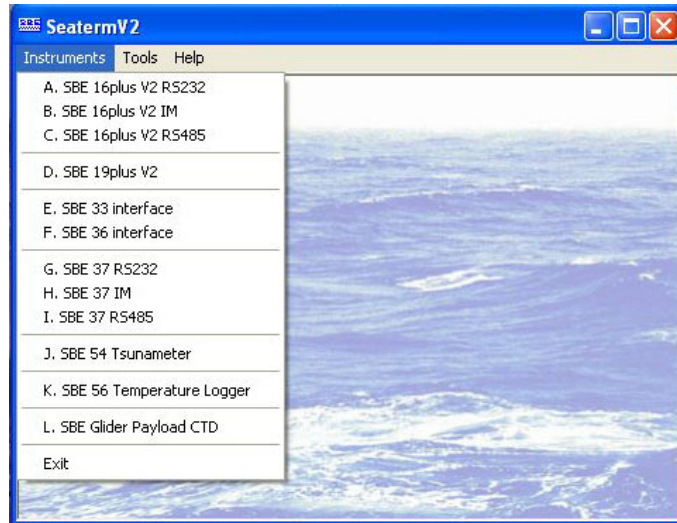 SBE SeatermV2
Instruments Tools Help
A. SBE 16plus V2 RS232
B. SBE 16plus V2 IM
C. SBE 16plus V2 RS485
D. SBE 19plus V2
E. SBE 33 interface
F. SBE 36 interface
G. SBE 37 RS232
H. SBE 37 IM
I. SBE 37 RS485
J. SBE 54 Tsunameter
K. SBE 56 Temperature Logger
L. SBE Glider Payload CTD
Exit